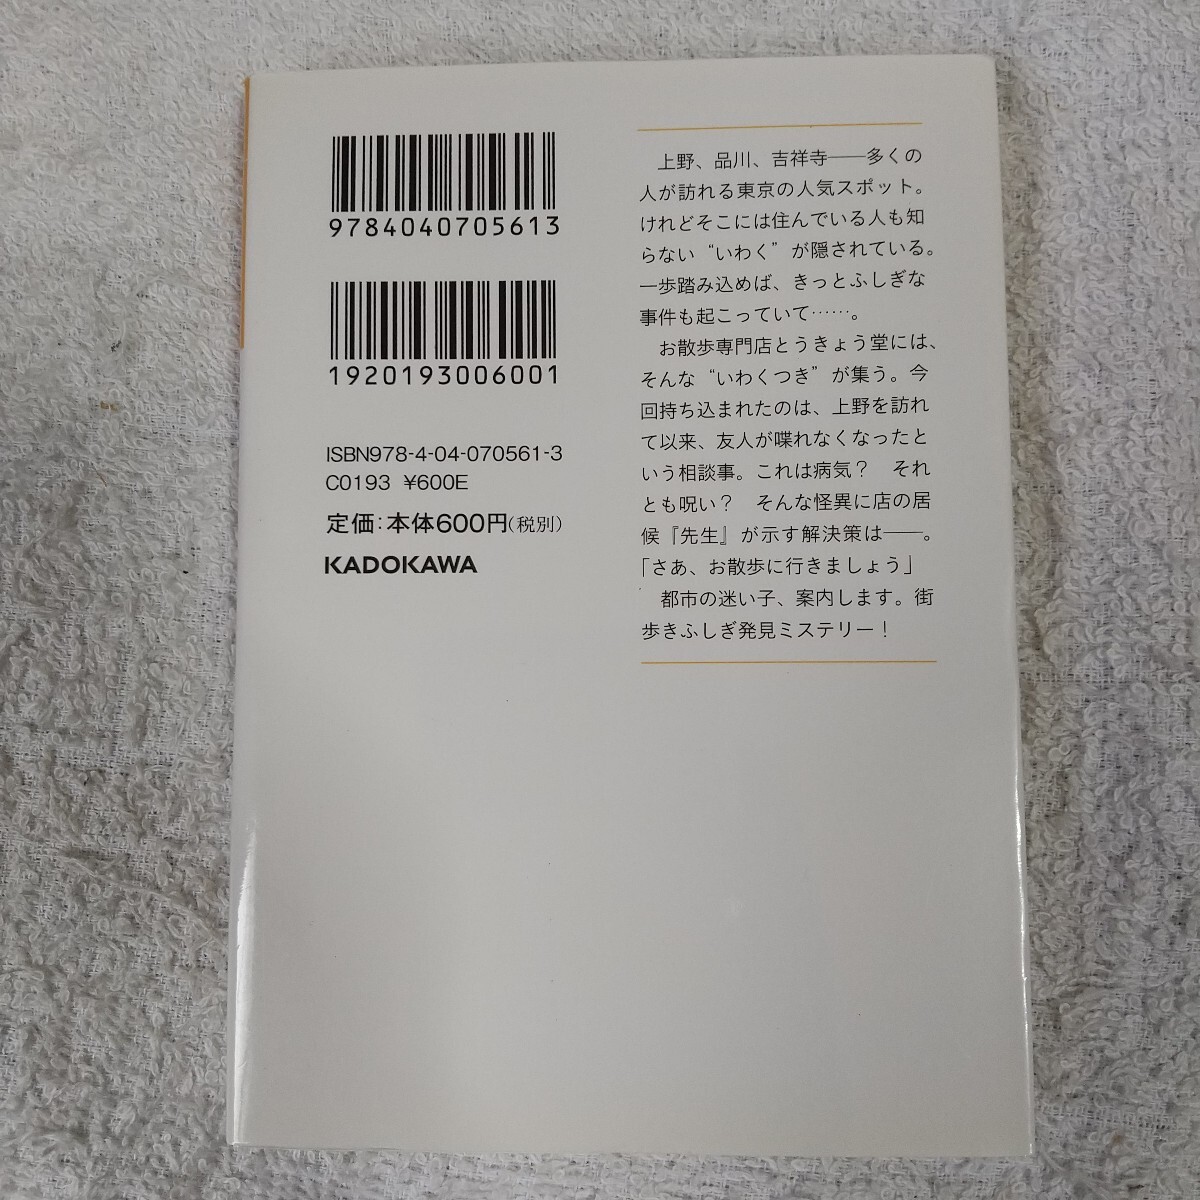 9784040705613
1920193006001
ISBN978-4-04-070561-3
C0193 ¥600E
定価:本体600円(税別)
KADOKAWA
上野、品川、吉祥寺──多くの
人が訪れる東京の人気スポット。
けれどそこには住んでいる人も知
らない“いわく”が隠されている。
一歩踏み込めば、きっとふしぎな
事件も起こっていて……。
お散歩専門店とうきょう堂には、
そんな“いわくつき”が集う。今
回持ち込まれたのは、上野を訪れ
て以来、友人が喋れなくなったと
いう相談事。これは病気？　それ
とも呪い？　そんな怪異に店の居
候『先生』が示す解決策は──。
「さあ、お散歩に行きましょう」
都市の迷い子、案内します。街
歩きふしぎ発見ミステリー！